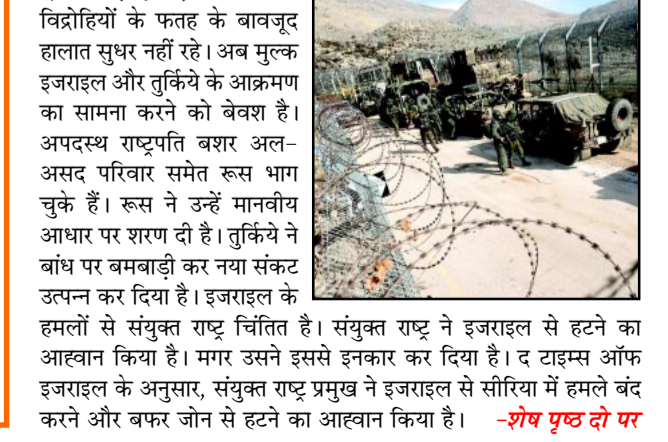 विद्रोहियों के फतह के बावजूद
हालात सुधर नहीं रहे। अब मुल्क
इजराइल और तुर्किये के आक्रमण
का सामना करने को बेवश है।
अपदस्थ राष्ट्रपति बशर अल-
असद परिवार समेत रूस भाग
चुके हैं। रूस ने उन्हें मानवीय
आधार पर शरण दी है। तुर्किये ने
बांध पर बमबाड़ी कर नया संकट
उत्पन्न कर दिया है। इजराइल के
हमलों से संयुक्त राष्ट्र चिंतित है। संयुक्त राष्ट्र ने इजराइल से हटने का
आह्वान किया है। मगर उसने इससे इनकार कर दिया है। द टाइम्स ऑफ
इजराइल के अनुसार, संयुक्त राष्ट्र प्रमुख ने इजराइल से सीरिया में हमले बंद
करने और बफर जोन से हटने का आह्वान किया है। -शेष पृष्ठ दो पर